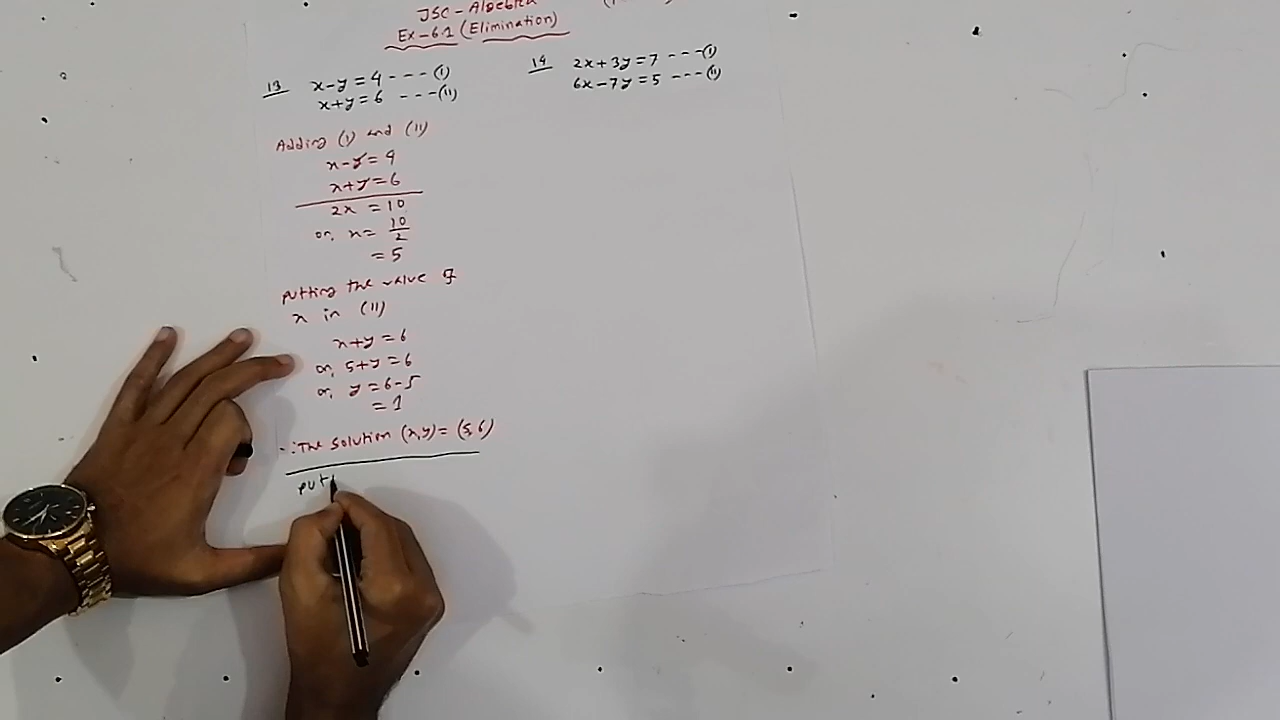 JSC - Algebra
Ex-6.1 (Elimination)
13 x-y=4 --- (i)
x+y=6 --- (ii)
Adding (i) and (ii)
x-y=4
x+y=6
2x =10
or, x= 10/2
=5
putting the value of
x in (ii)
x+y=6
or, 5+y=6
or, y=6-5
=1
∴ The solution (x,y)=(5,6)
put
14 2x+3y=7 --- (i)
6x-7y=5 --- (ii)